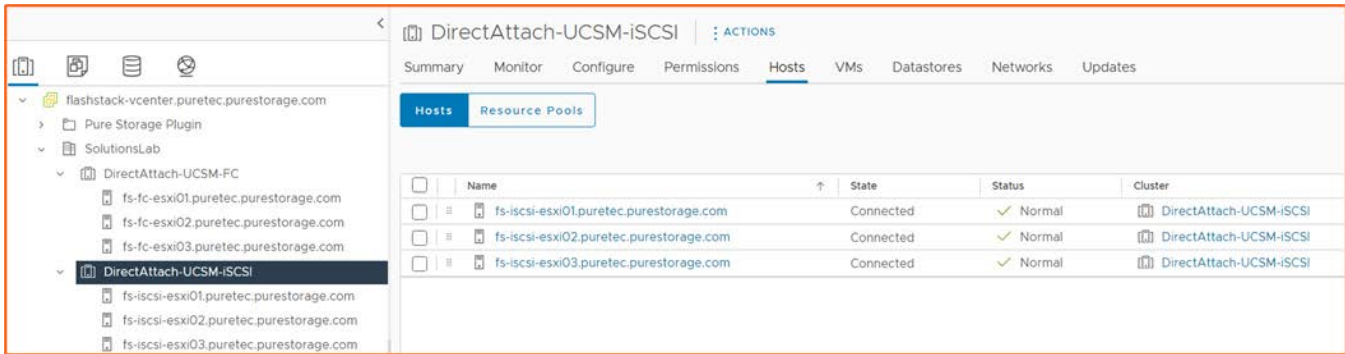 DirectAttach-UCSM-iSCSI
ACTIONS
Summary Monitor Configure Permissions Hosts VMs Datastores Networks Updates
Hosts Resource Pools
flashstack-vcenter.puretec.purestorage.com
Pure Storage Plugin
SolutionsLab
DirectAttach-UCSM-FC
fs-fc-esxi01.puretec.purestorage.com
fs-fc-esxi02.puretec.purestorage.com
fs-fc-esxi03.puretec.purestorage.com
DirectAttach-UCSM-iSCSI
fs-iscsi-esxi01.puretec.purestorage.com
fs-iscsi-esxi02.puretec.purestorage.com
fs-iscsi-esxi03.puretec.purestorage.com
Name State Status Cluster
fs-iscsi-esxi01.puretec.purestorage.com Connected Normal DirectAttach-UCSM-iSCSI
fs-iscsi-esxi02.puretec.purestorage.com Connected Normal DirectAttach-UCSM-iSCSI
fs-iscsi-esxi03.puretec.purestorage.com Connected Normal DirectAttach-UCSM-iSCSI